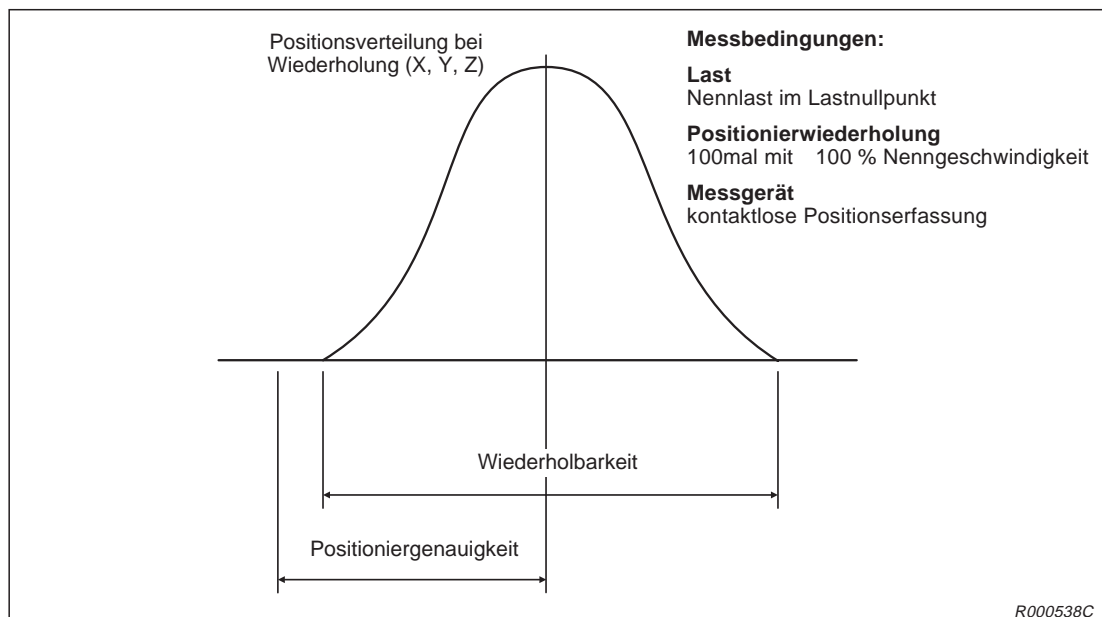 Positionsverteilung bei
Wiederholung (X, Y, Z)
Messbedingungen:
Last
Nennlast im Lastnullpunkt
Positionierwiederholung
100mal mit 100 % Nenngeschwindigkeit
Messgerät
kontaktlose Positionserfassung
Wiederholbarkeit
Positioniergenauigkeit
R000538C